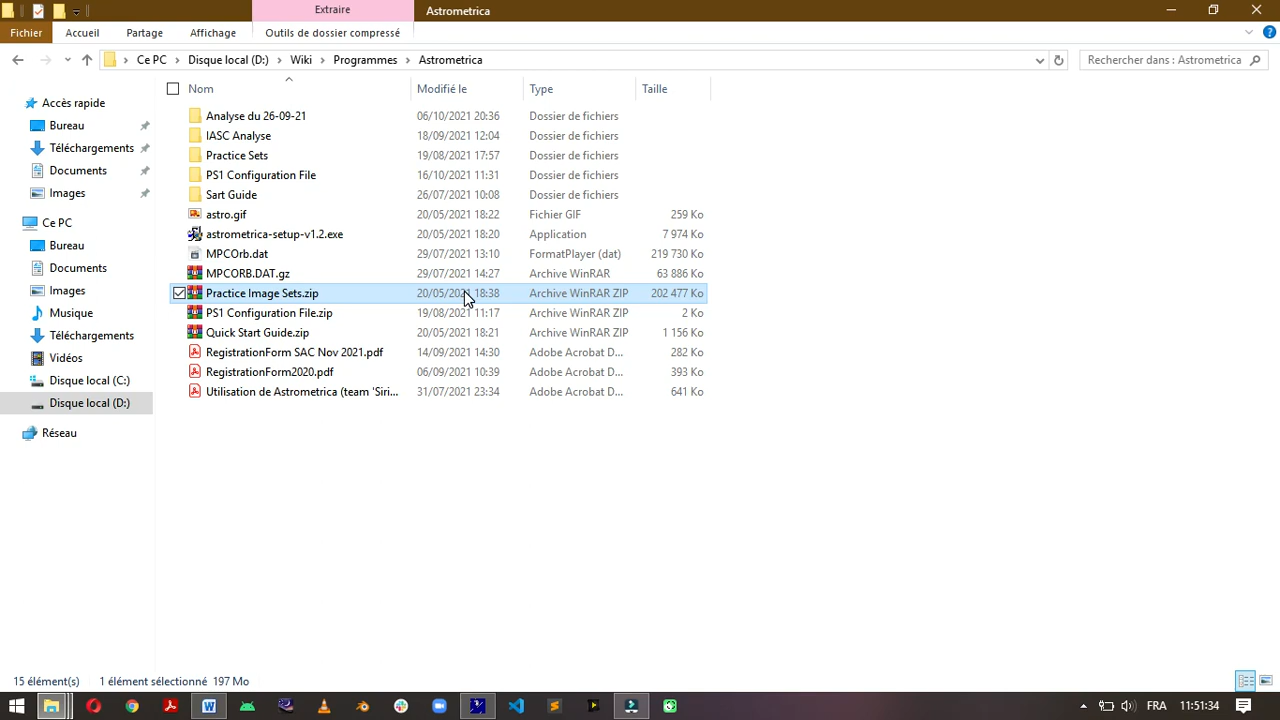 Extraire
Astrometrica
Fichier
Accueil
Partage
Affichage
Outils de dossier compressé
Ce PC
Disque local (D:)
Wiki
Programmes
Astrometrica
Rechercher dans : Astrometrica
Nom
Modifié le
Type
Taille
Accès rapide
Bureau
Téléchargements
Documents
Images
Ce PC
Bureau
Documents
Images
Musique
Téléchargements
Vidéos
Disque local (C:)
Disque local (D:)
Réseau
Analyse du 26-09-21 06/10/2021 20:36 Dossier de fichiers
IASC Analyse 18/09/2021 12:04 Dossier de fichiers
Practice Sets 19/08/2021 17:57 Dossier de fichiers
PS1 Configuration File 16/10/2021 11:31 Dossier de fichiers
Sart Guide 26/07/2021 10:08 Dossier de fichiers
astro.gif 20/05/2021 18:22 Fichier GIF 259 Ko
astrometrica-setup-v1.2.exe 20/05/2021 18:20 Application 7 974 Ko
MPCOrb.dat 29/07/2021 13:10 FormatPlayer (dat) 219 730 Ko
MPCORB.DAT.gz 29/07/2021 14:27 Archive WinRAR 63 886 Ko
Practice Image Sets.zip 20/05/2021 18:38 Archive WinRAR ZIP 202 477 Ko
PS1 Configuration File.zip 19/08/2021 11:17 Archive WinRAR ZIP 2 Ko
Quick Start Guide.zip 20/05/2021 18:21 Archive WinRAR ZIP 1 156 Ko
RegistrationForm SAC Nov 2021.pdf 14/09/2021 14:30 Adobe Acrobat D... 282 Ko
RegistrationForm2020.pdf 06/09/2021 10:39 Adobe Acrobat D... 393 Ko
Utilisation de Astrometrica (team 'Siri... 31/07/2021 23:34 Adobe Acrobat D... 641 Ko
15 élément(s)
1 élément sélectionné 197 Mo
FRA
11:51:34